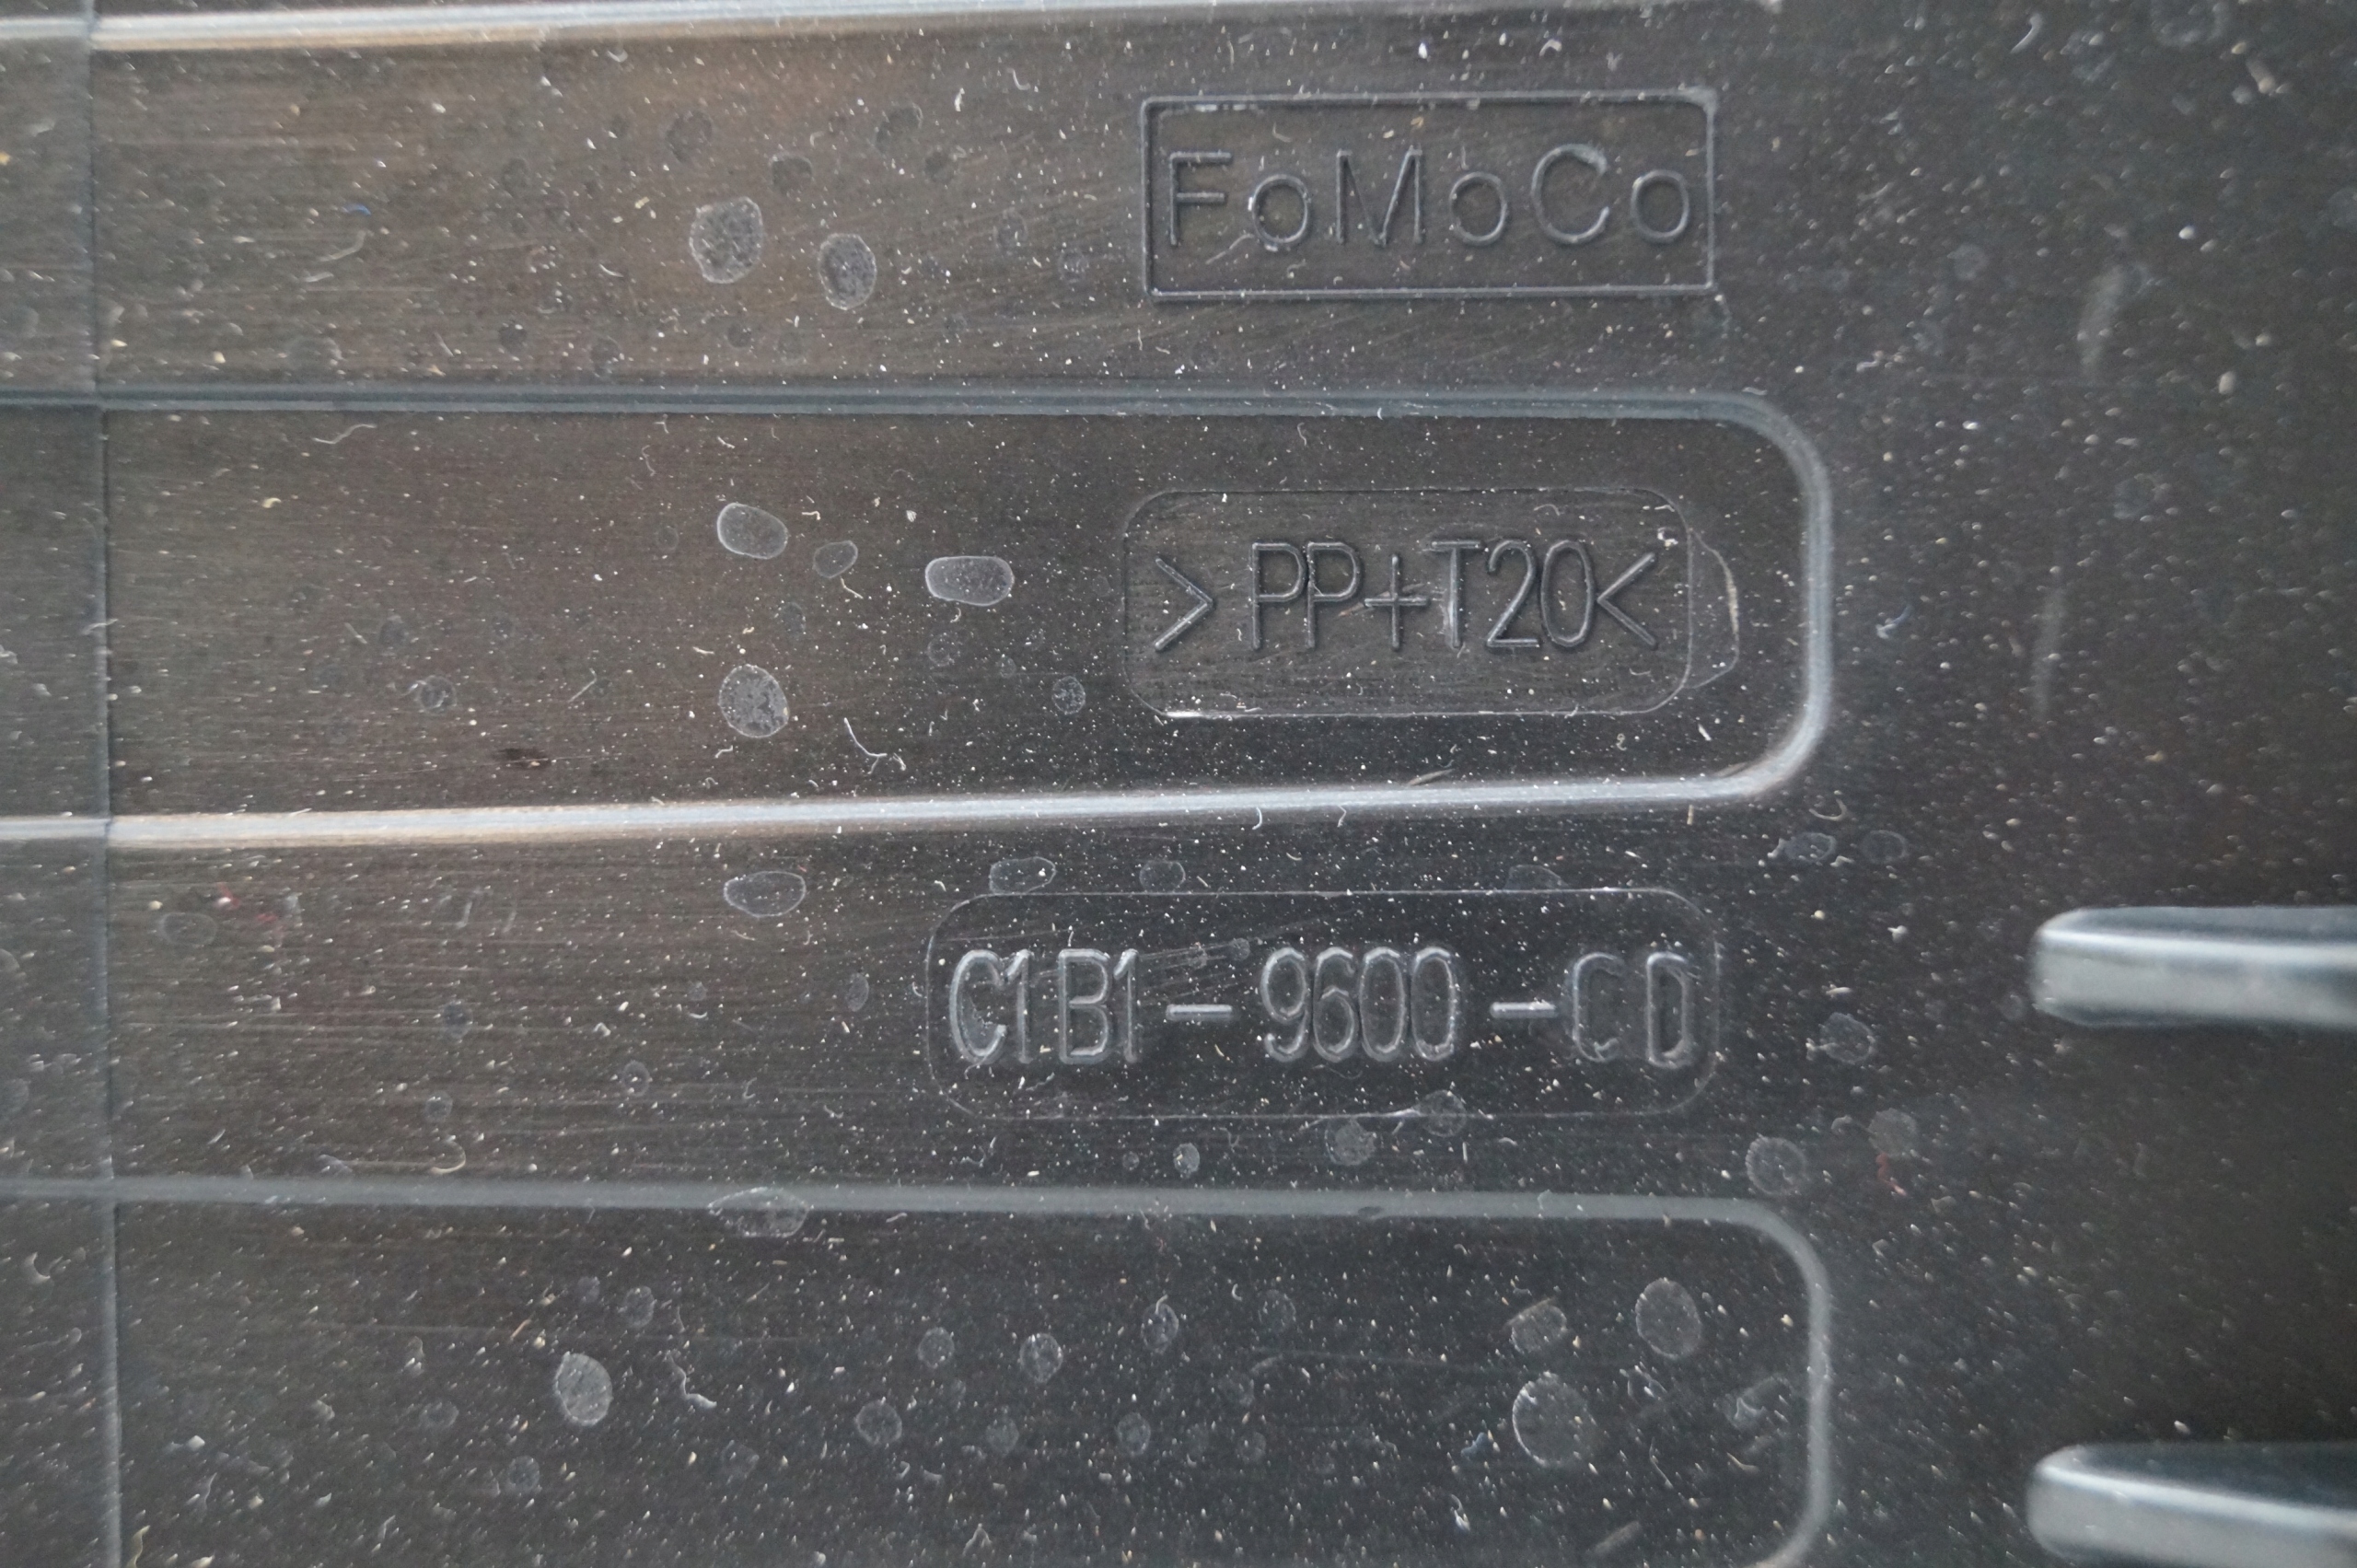 FoMoCo
> PP+T20<
C1B1-9600-CD